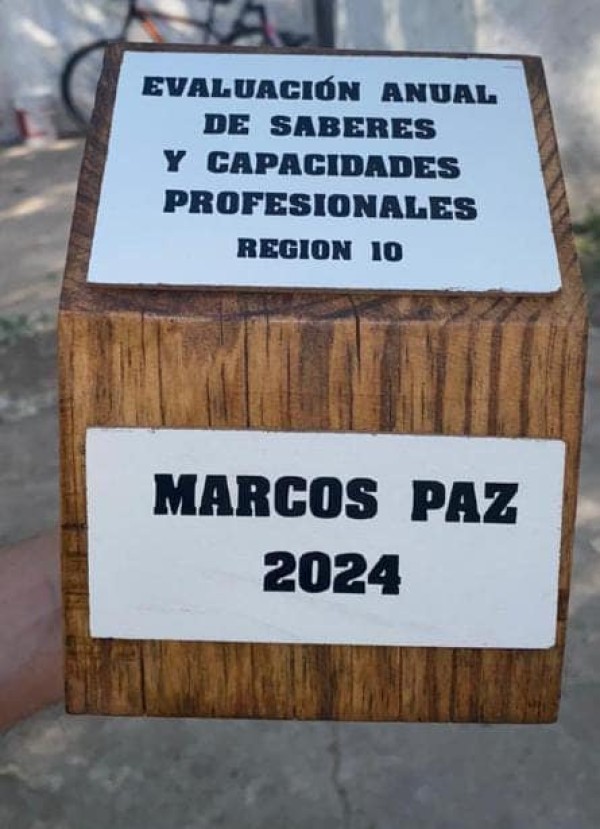 EVALUACIÓN ANUAL
DE SABERES
Y CAPACIDADES
PROFESIONALES
REGION 10
MARCOS PAZ
2024